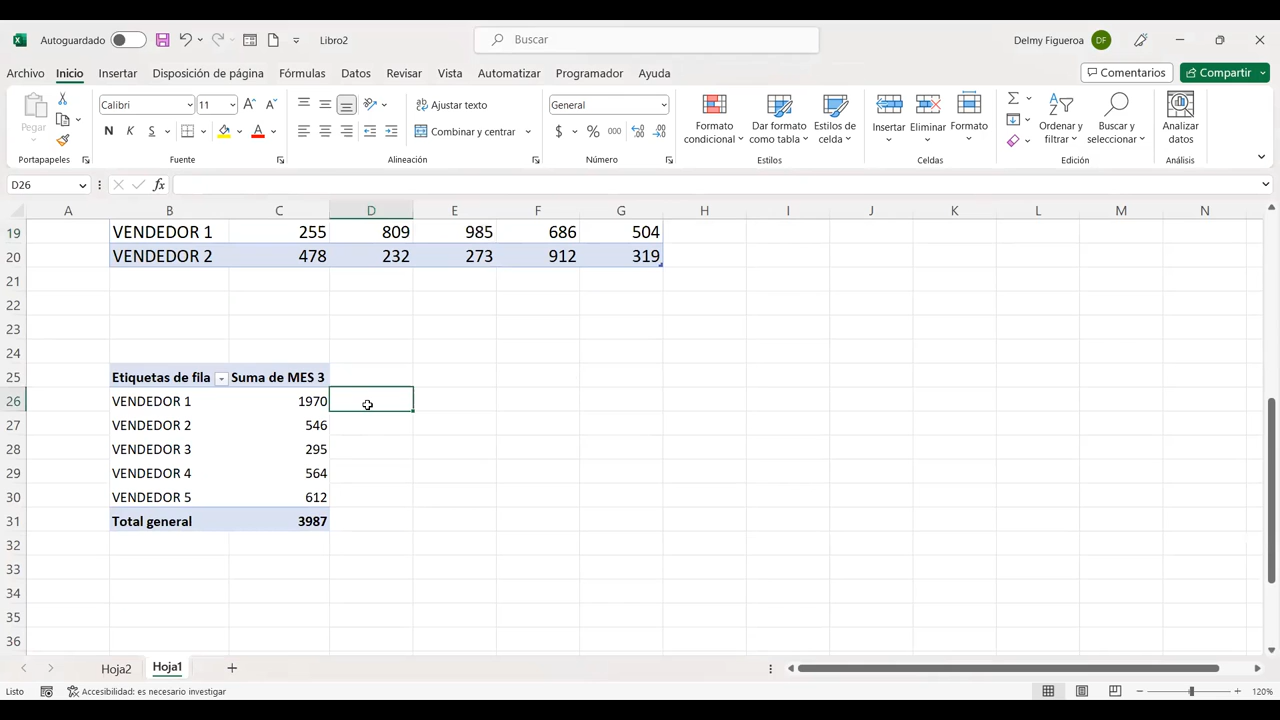 Autoguardado Libro2 Buscar Delmy Figueroa DF
Archivo Inicio Insertar Disposición de página Fórmulas Datos Revisar Vista Automatizar Programador Ayuda Comentarios Compartir
Pegar Calibri 11 A A Ajustar texto General
N K S A Combinar y centrar $ % 000
Formato condicional Dar formato como tabla Estilos de celda Insertar Eliminar Formato Ordenar y filtrar Buscar y seleccionar Analizar datos
Portapapeles Fuente Alineación Número Estilos Celdas Edición Análisis
D26 fx
A B C D E F G H I J K L M N
19 VENDEDOR 1 255 809 985 686 504
20 VENDEDOR 2 478 232 273 912 319
21
22
23
24
25 Etiquetas de fila Suma de MES 3
26 VENDEDOR 1 1970
27 VENDEDOR 2 546
28 VENDEDOR 3 295
29 VENDEDOR 4 564
30 VENDEDOR 5 612
31 Total general 3987
32
33
34
35
36
Hoja2 Hoja1
Listo Accesibilidad: es necesario investigar 120%